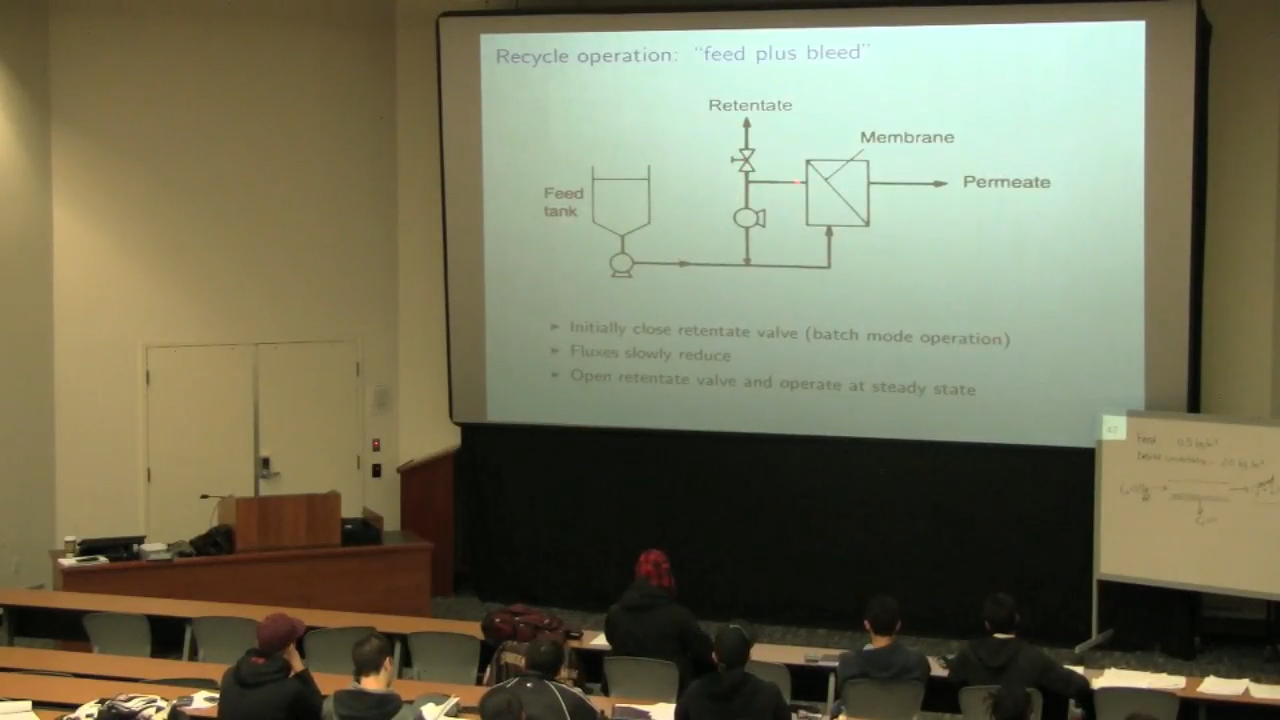 Recycle operation: "feed plus bleed"
Retentate
Membrane
Feed
tank
Permeate
► Initially close retentate valve (batch mode operation)
► Fluxes slowly reduce
► Open retentate valve and operate at steady state
Feed